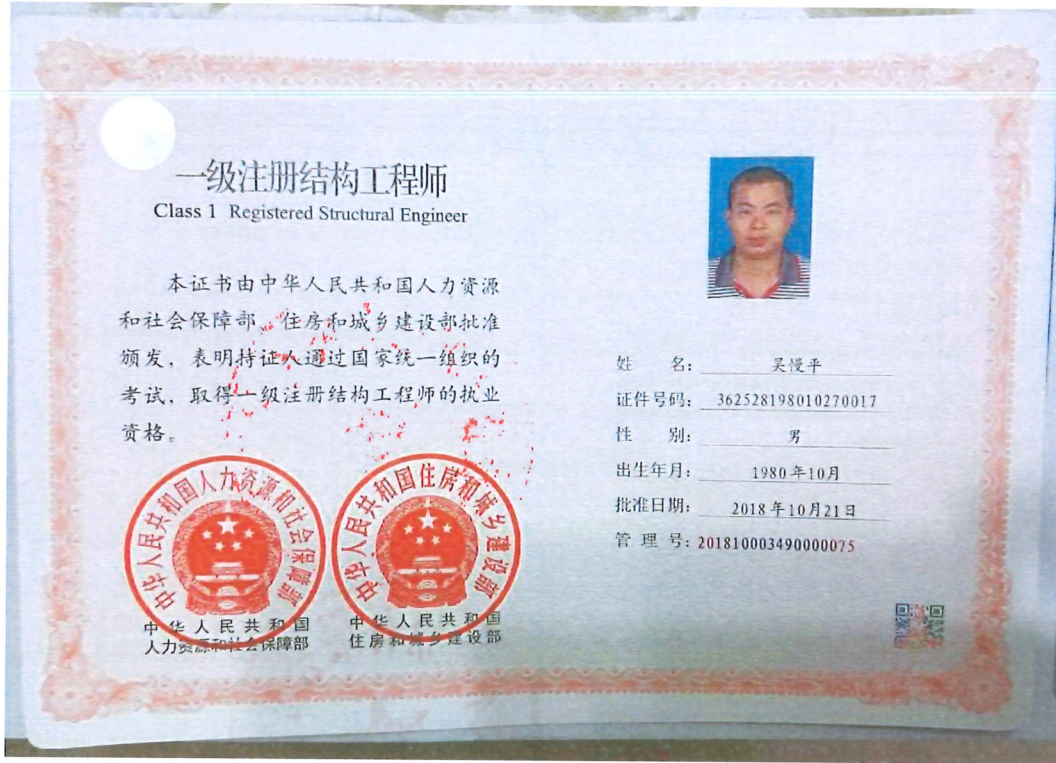 一级注册结构工程师
Class 1 Registered Structural Engineer
本证书由中华人民共和国人力资源
和社会保障部、住房和城乡建设部批准
颁发，表明持证人通过国家统一组织的
考试，取得一级注册结构工程师的执业
资格。
中华人民共和国人力资源和社会保障部
中华人民共和国住房和城乡建设部
中华人民共和国
人力资源和社会保障部
中华人民共和国
住房和城乡建设部
姓 名： 吴慢平
证件号码： 362528198010270017
性 别： 男
出生年月： 1980年10月
批准日期： 2018年10月21日
管 理 号： 201810003490000075